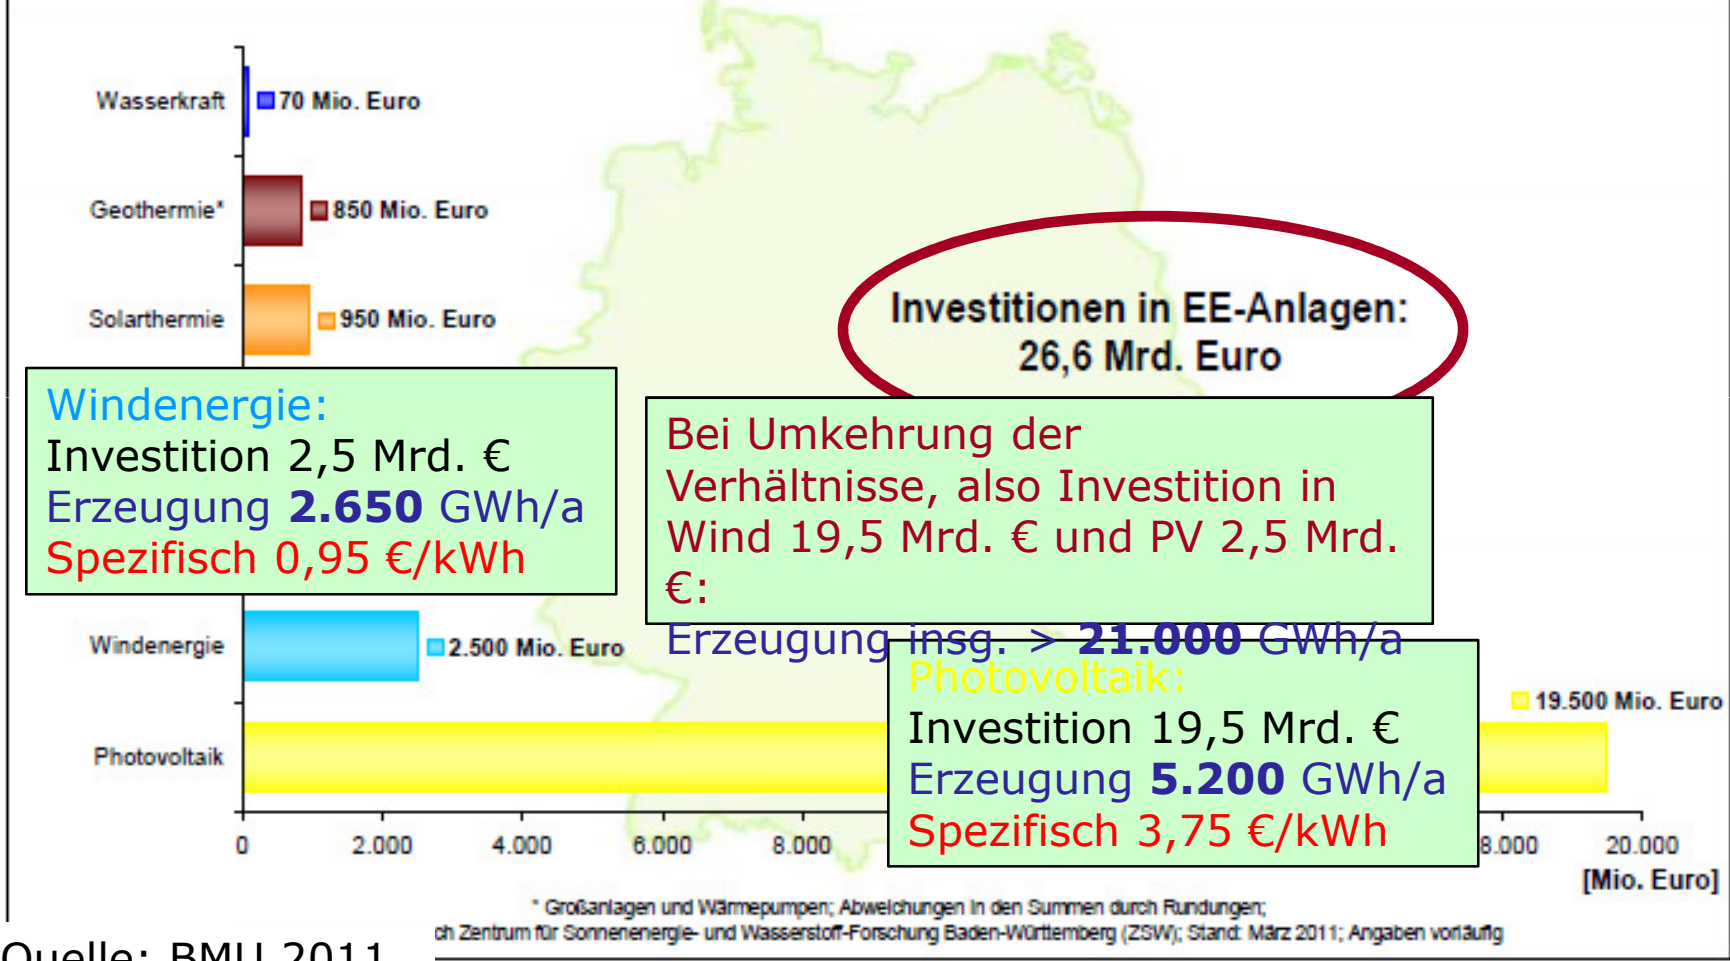 Wasserkraft
70 Mio. Euro
Geothermie*
850 Mio. Euro
Solarthermie
950 Mio. Euro
Investitionen in EE-Anlagen:
26,6 Mrd. Euro
Windenergie:
Investition 2,5 Mrd. €
Erzeugung 2.650 GWh/a
Spezifisch 0,95 €/kWh
Bei Umkehrung der
Verhältnisse, also Investition in
Wind 19,5 Mrd. € und PV 2,5 Mrd.
€:
Erzeugung insg. > 21.000 GWh/a
Windenergie
2.500 Mio. Euro
Photovoltaik:
Investition 19,5 Mrd. €
Erzeugung 5.200 GWh/a
Spezifisch 3,75 €/kWh
19.500 Mio. Euro
Photovoltaik
0 2.000 4.000 6.000 8.000 8.000 20.000
[Mio. Euro]
* Großanlagen und Wärmepumpen; Abweichungen in den Summen durch Rundungen;
ch Zentrum für Sonnenenergie- und Wasserstoff-Forschung Baden-Württemberg (ZSW); Stand: März 2011; Angaben vorläufig
Quelle: BMU 2011